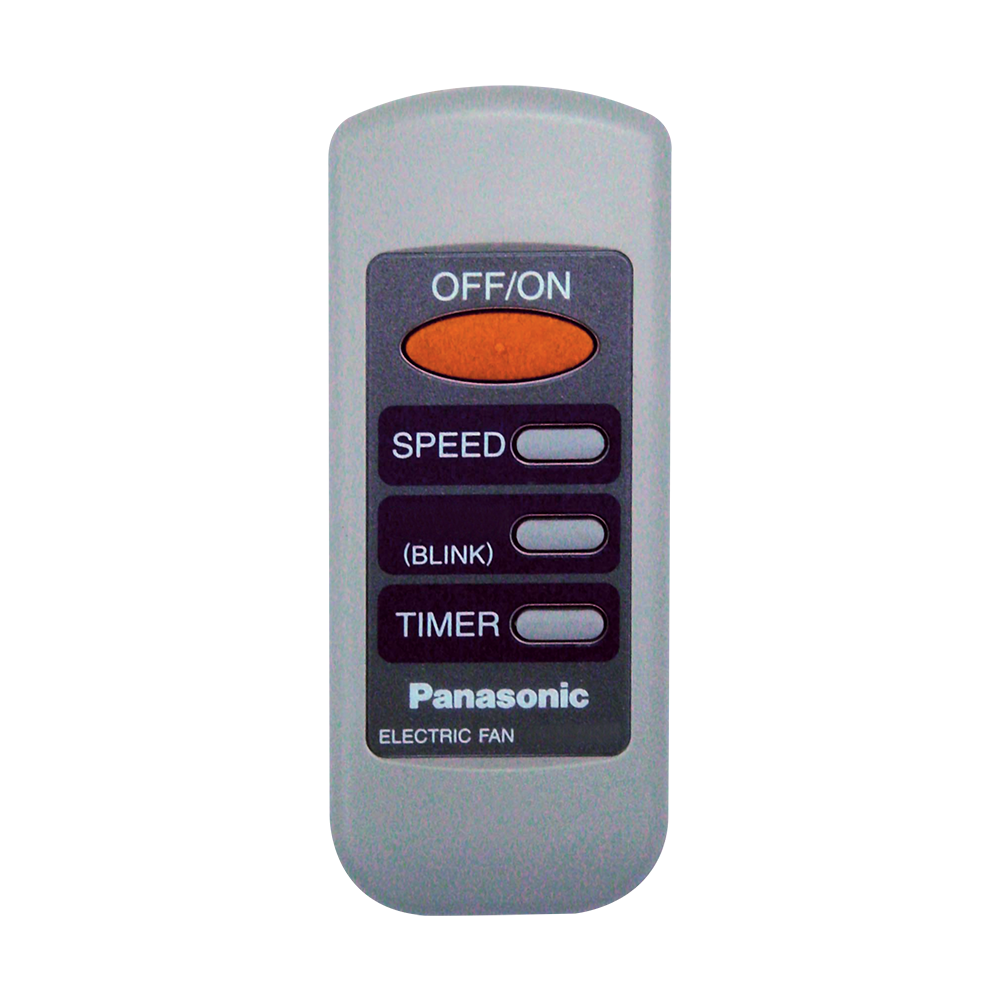 OFF/ON
SPEED
(BLINK)
TIMER
Panasonic
ELECTRIC FAN